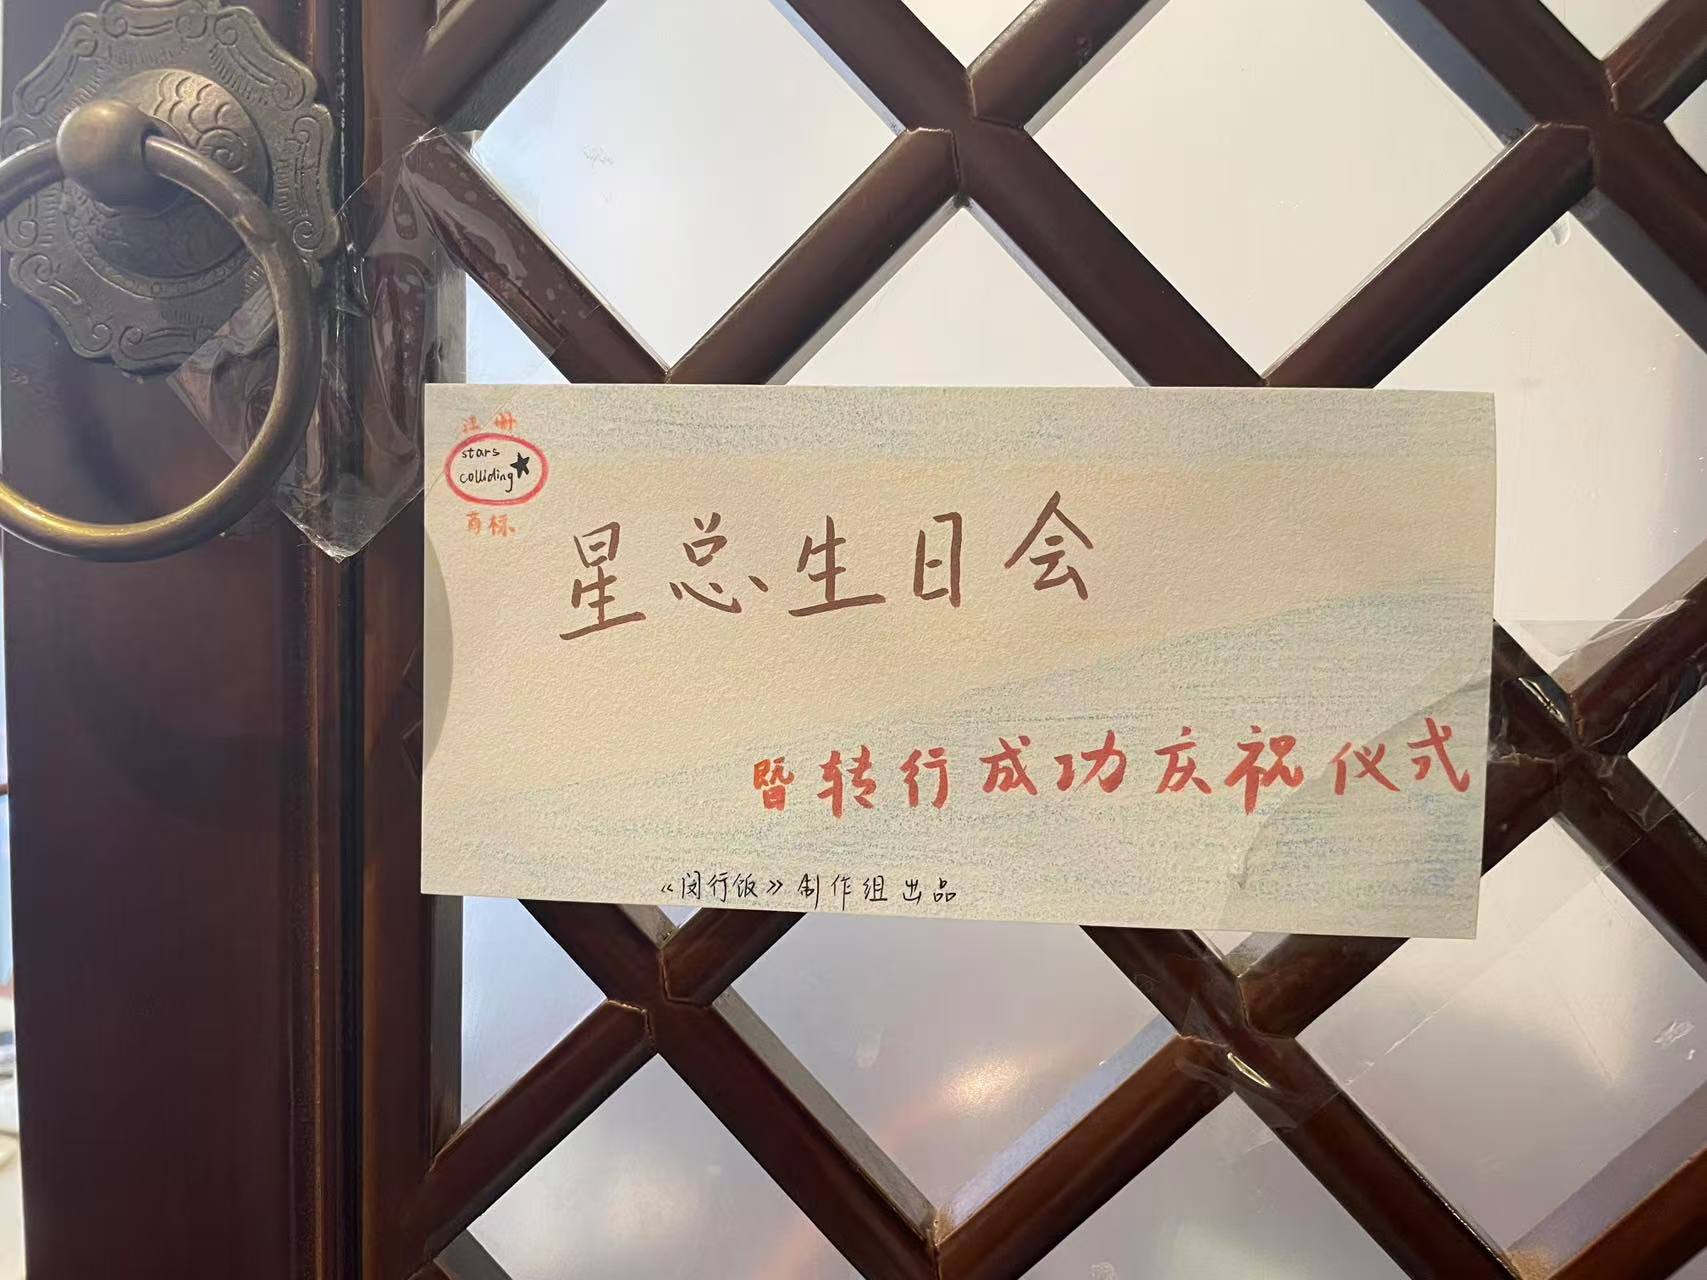 注册
stars
colliding★
商标
星总生日会
暨转行成功庆祝仪式
《闵行饭》制作组出品